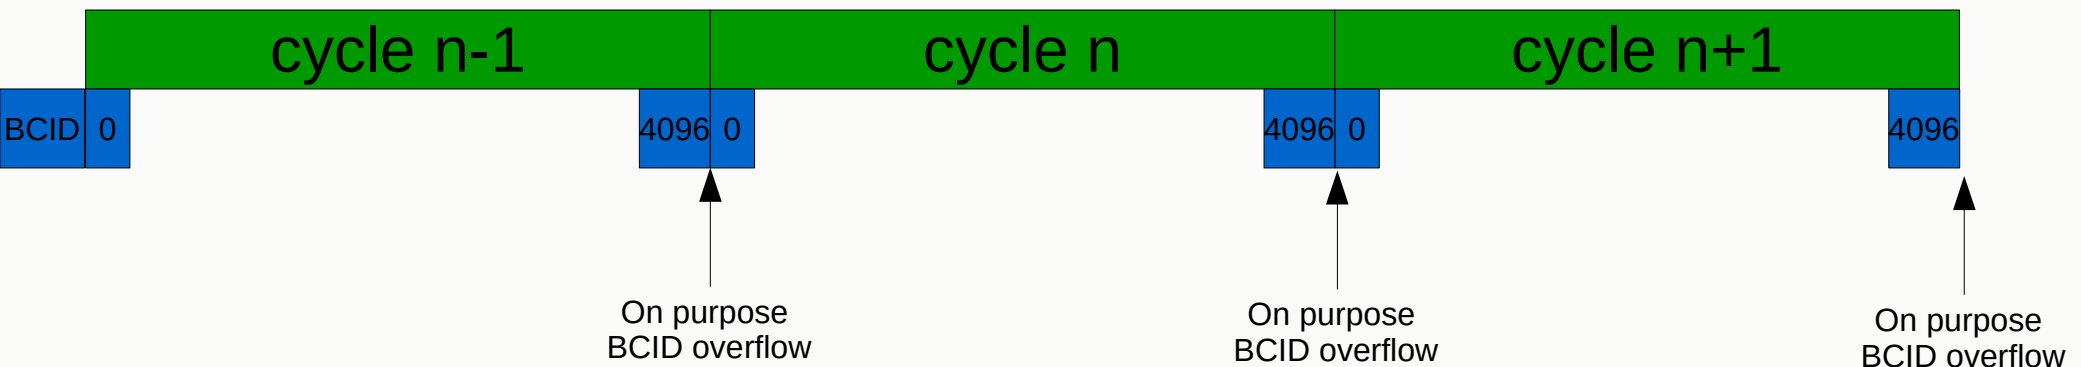 cycle n-1 cycle n cycle n+1
BCID 0 4096 0 4096 0 4096
On purpose
BCID overflow
On purpose
BCID overflow
On purpose
BCID overflow